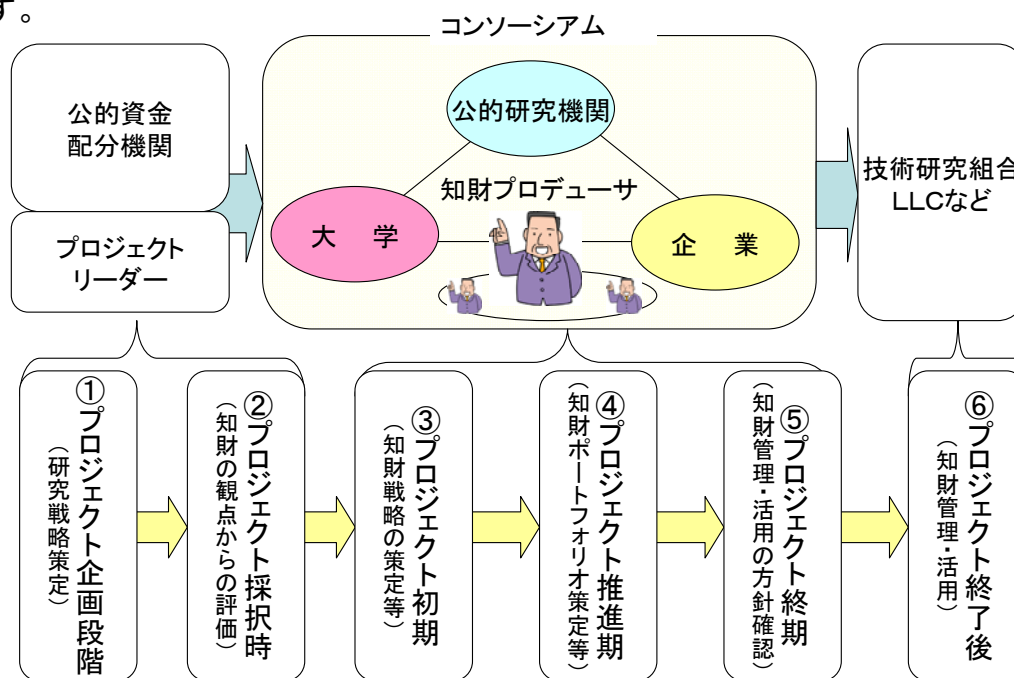 す。
コンソーシアム
公的資金
配分機関
プロジェクト
リーダー
公的研究機関
知財プロデューサ
大　学
企　業
技術研究組合
LLCなど
①プロジェクト企画段階
（研究戦略策定）
②プロジェクト採択時
（知財の観点からの評価）
③プロジェクト初期
（知財戦略の策定等）
④プロジェクト推進期
（知財ポートフォリオ策定等）
⑤プロジェクト終期
（知財管理・活用の方針確認）
⑥プロジェクト終了後
（知財管理・活用）